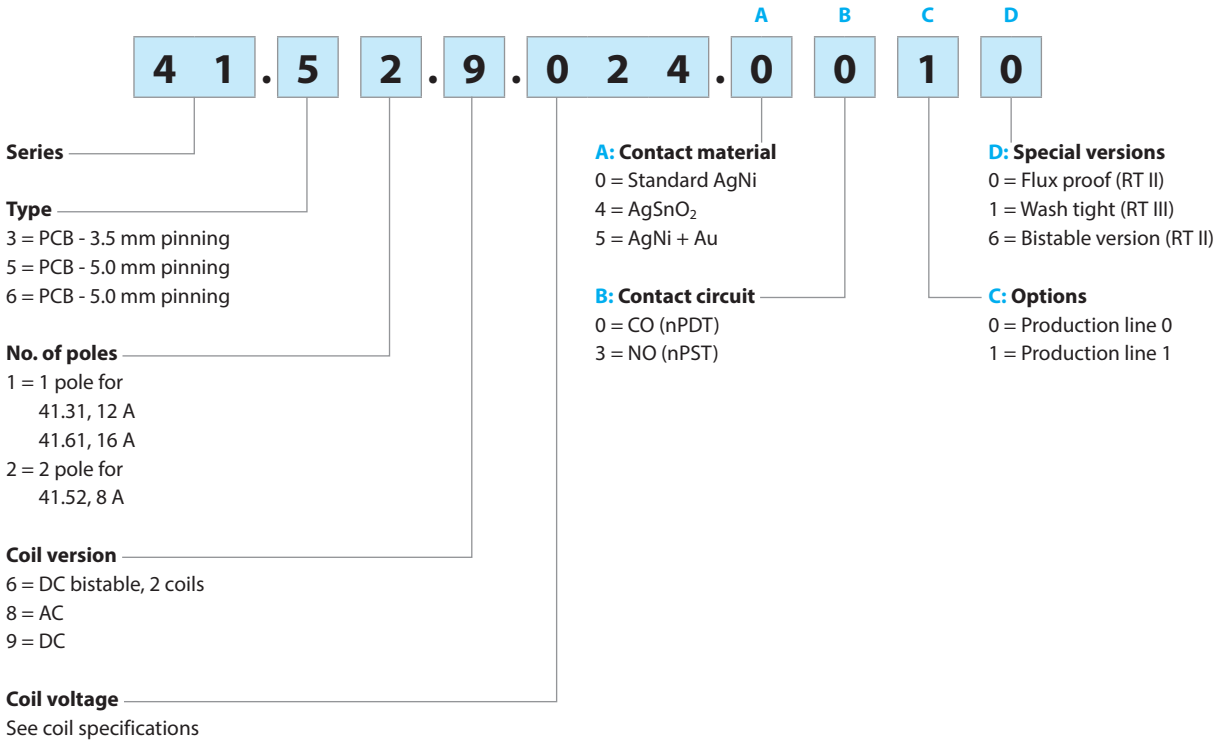 A B C D
4 1 . 5 2 . 9 . 0 2 4 . 0 0 1 0
Series
Type
3 = PCB - 3.5 mm pinning
5 = PCB - 5.0 mm pinning
6 = PCB - 5.0 mm pinning
No. of poles
1 = 1 pole for
41.31, 12 A
41.61, 16 A
2 = 2 pole for
41.52, 8 A
Coil version
6 = DC bistable, 2 coils
8 = AC
9 = DC
Coil voltage
See coil specifications
A: Contact material
0 = Standard AgNi
4 = AgSnO₂
5 = AgNi + Au
B: Contact circuit
0 = CO (nPDT)
3 = NO (nPST)
D: Special versions
0 = Flux proof (RT II)
1 = Wash tight (RT III)
6 = Bistable version (RT II)
C: Options
0 = Production line 0
1 = Production line 1